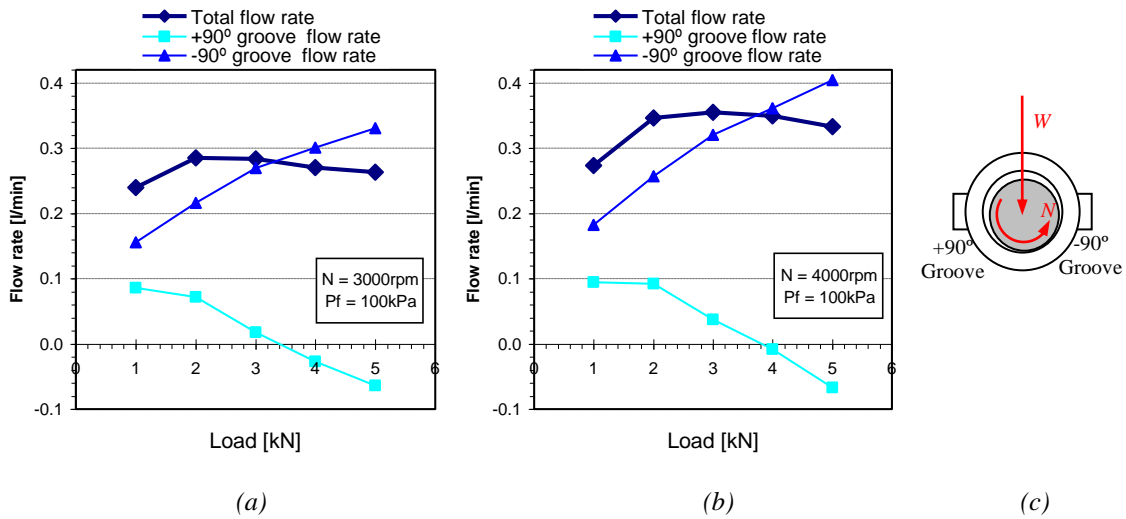 Total flow rate
+90º groove  flow rate
-90º groove  flow rate
Flow rate [l/min]
0.4
0.3
0.2
0.1
0.0
-0.1
0 1 2 3 4 5 6
N = 3000rpm
Pf = 100kPa
Load [kN]
(a)
Total flow rate
+90º groove flow rate
-90º groove flow rate
Flow rate [l/min]
0.4
0.3
0.2
0.1
0.0
-0.1
0 1 2 3 4 5 6
N = 4000rpm
Pf = 100kPa
Load [kN]
(b)
W
N
+90º
Groove
-90º
Groove
(c)